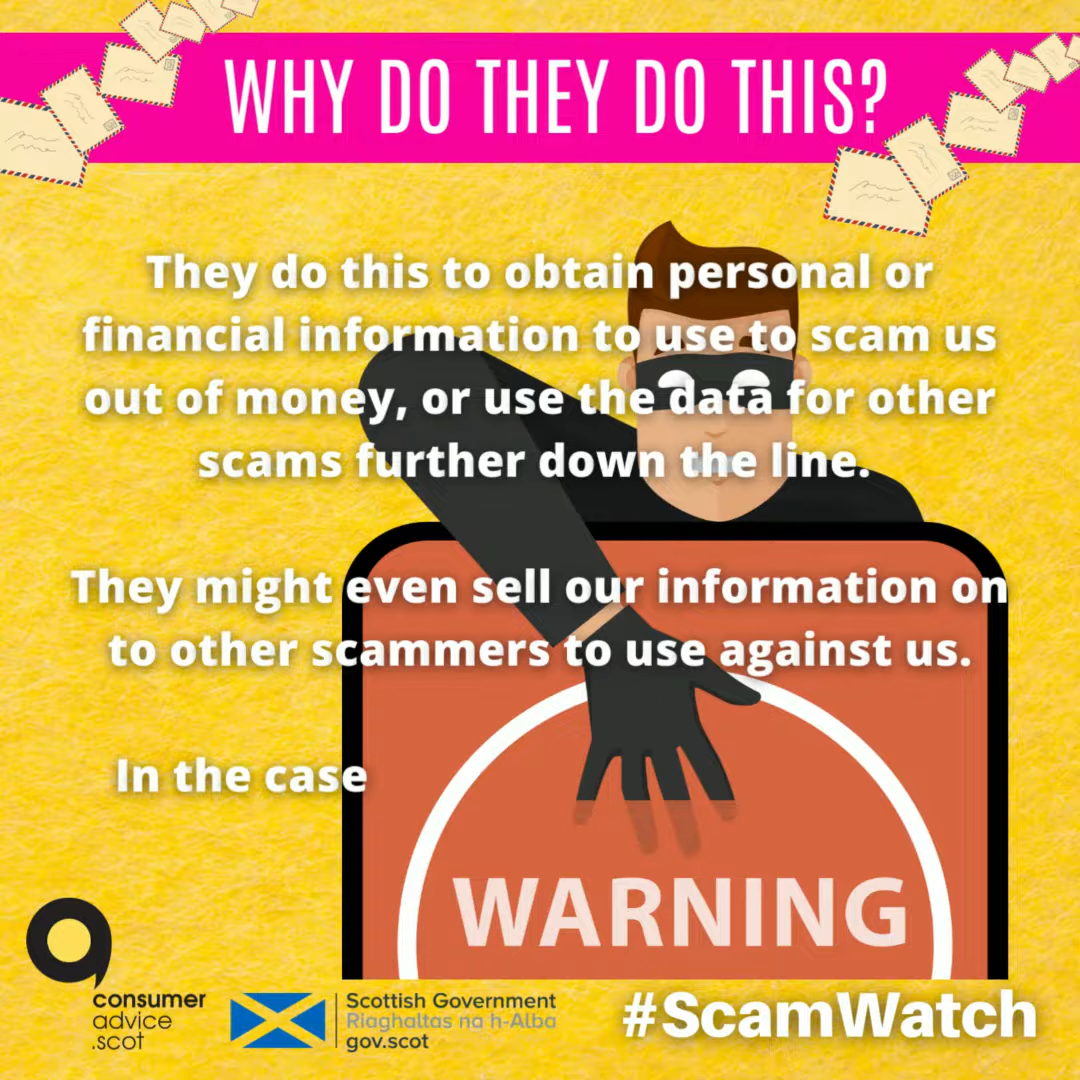 WHY DO THEY DO THIS?
They do this to obtain personal or
financial information to use to scam us
out of money, or use the data for other
scams further down the line.
They might even sell our information on
to other scammers to use against us.
In the case
WARNING
consumer
advice
.scot
Scottish Government
Riaghaltas na h-Alba
gov.scot
#ScamWatch